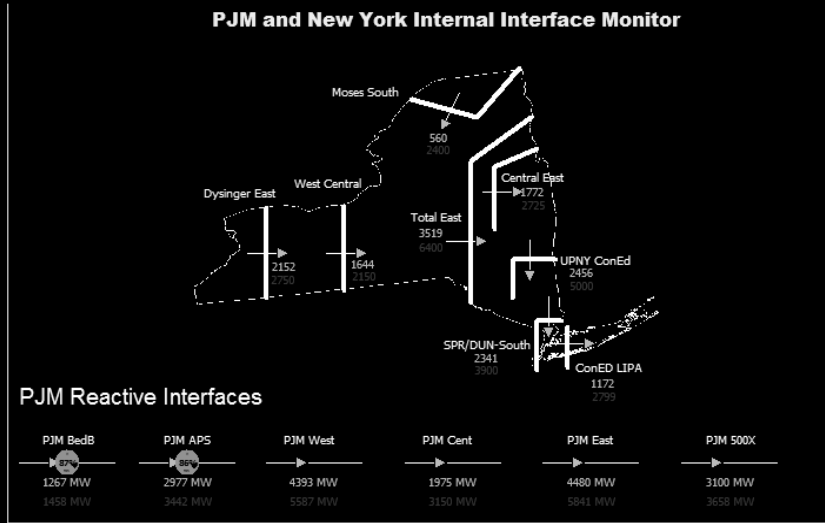 PJM and New York Internal Interface Monitor
Moses South
560
2400
Central East
1772
2725
West Central
Dysinger East
Total East
3519
6400
2152
2750
1644
2150
UPNY ConEd
2456
5000
SPR/DUN-South
2341
3900
ConED LIPA
1172
2799
PJM Reactive Interfaces
PJM BedB PJM APS PJM West PJM Cent PJM East PJM 500X
87% 86%
1267 MW 2977 MW 4393 MW 1975 MW 4480 MW 3100 MW
1458 MW 3442 MW 5587 MW 3150 MW 5841 MW 3658 MW